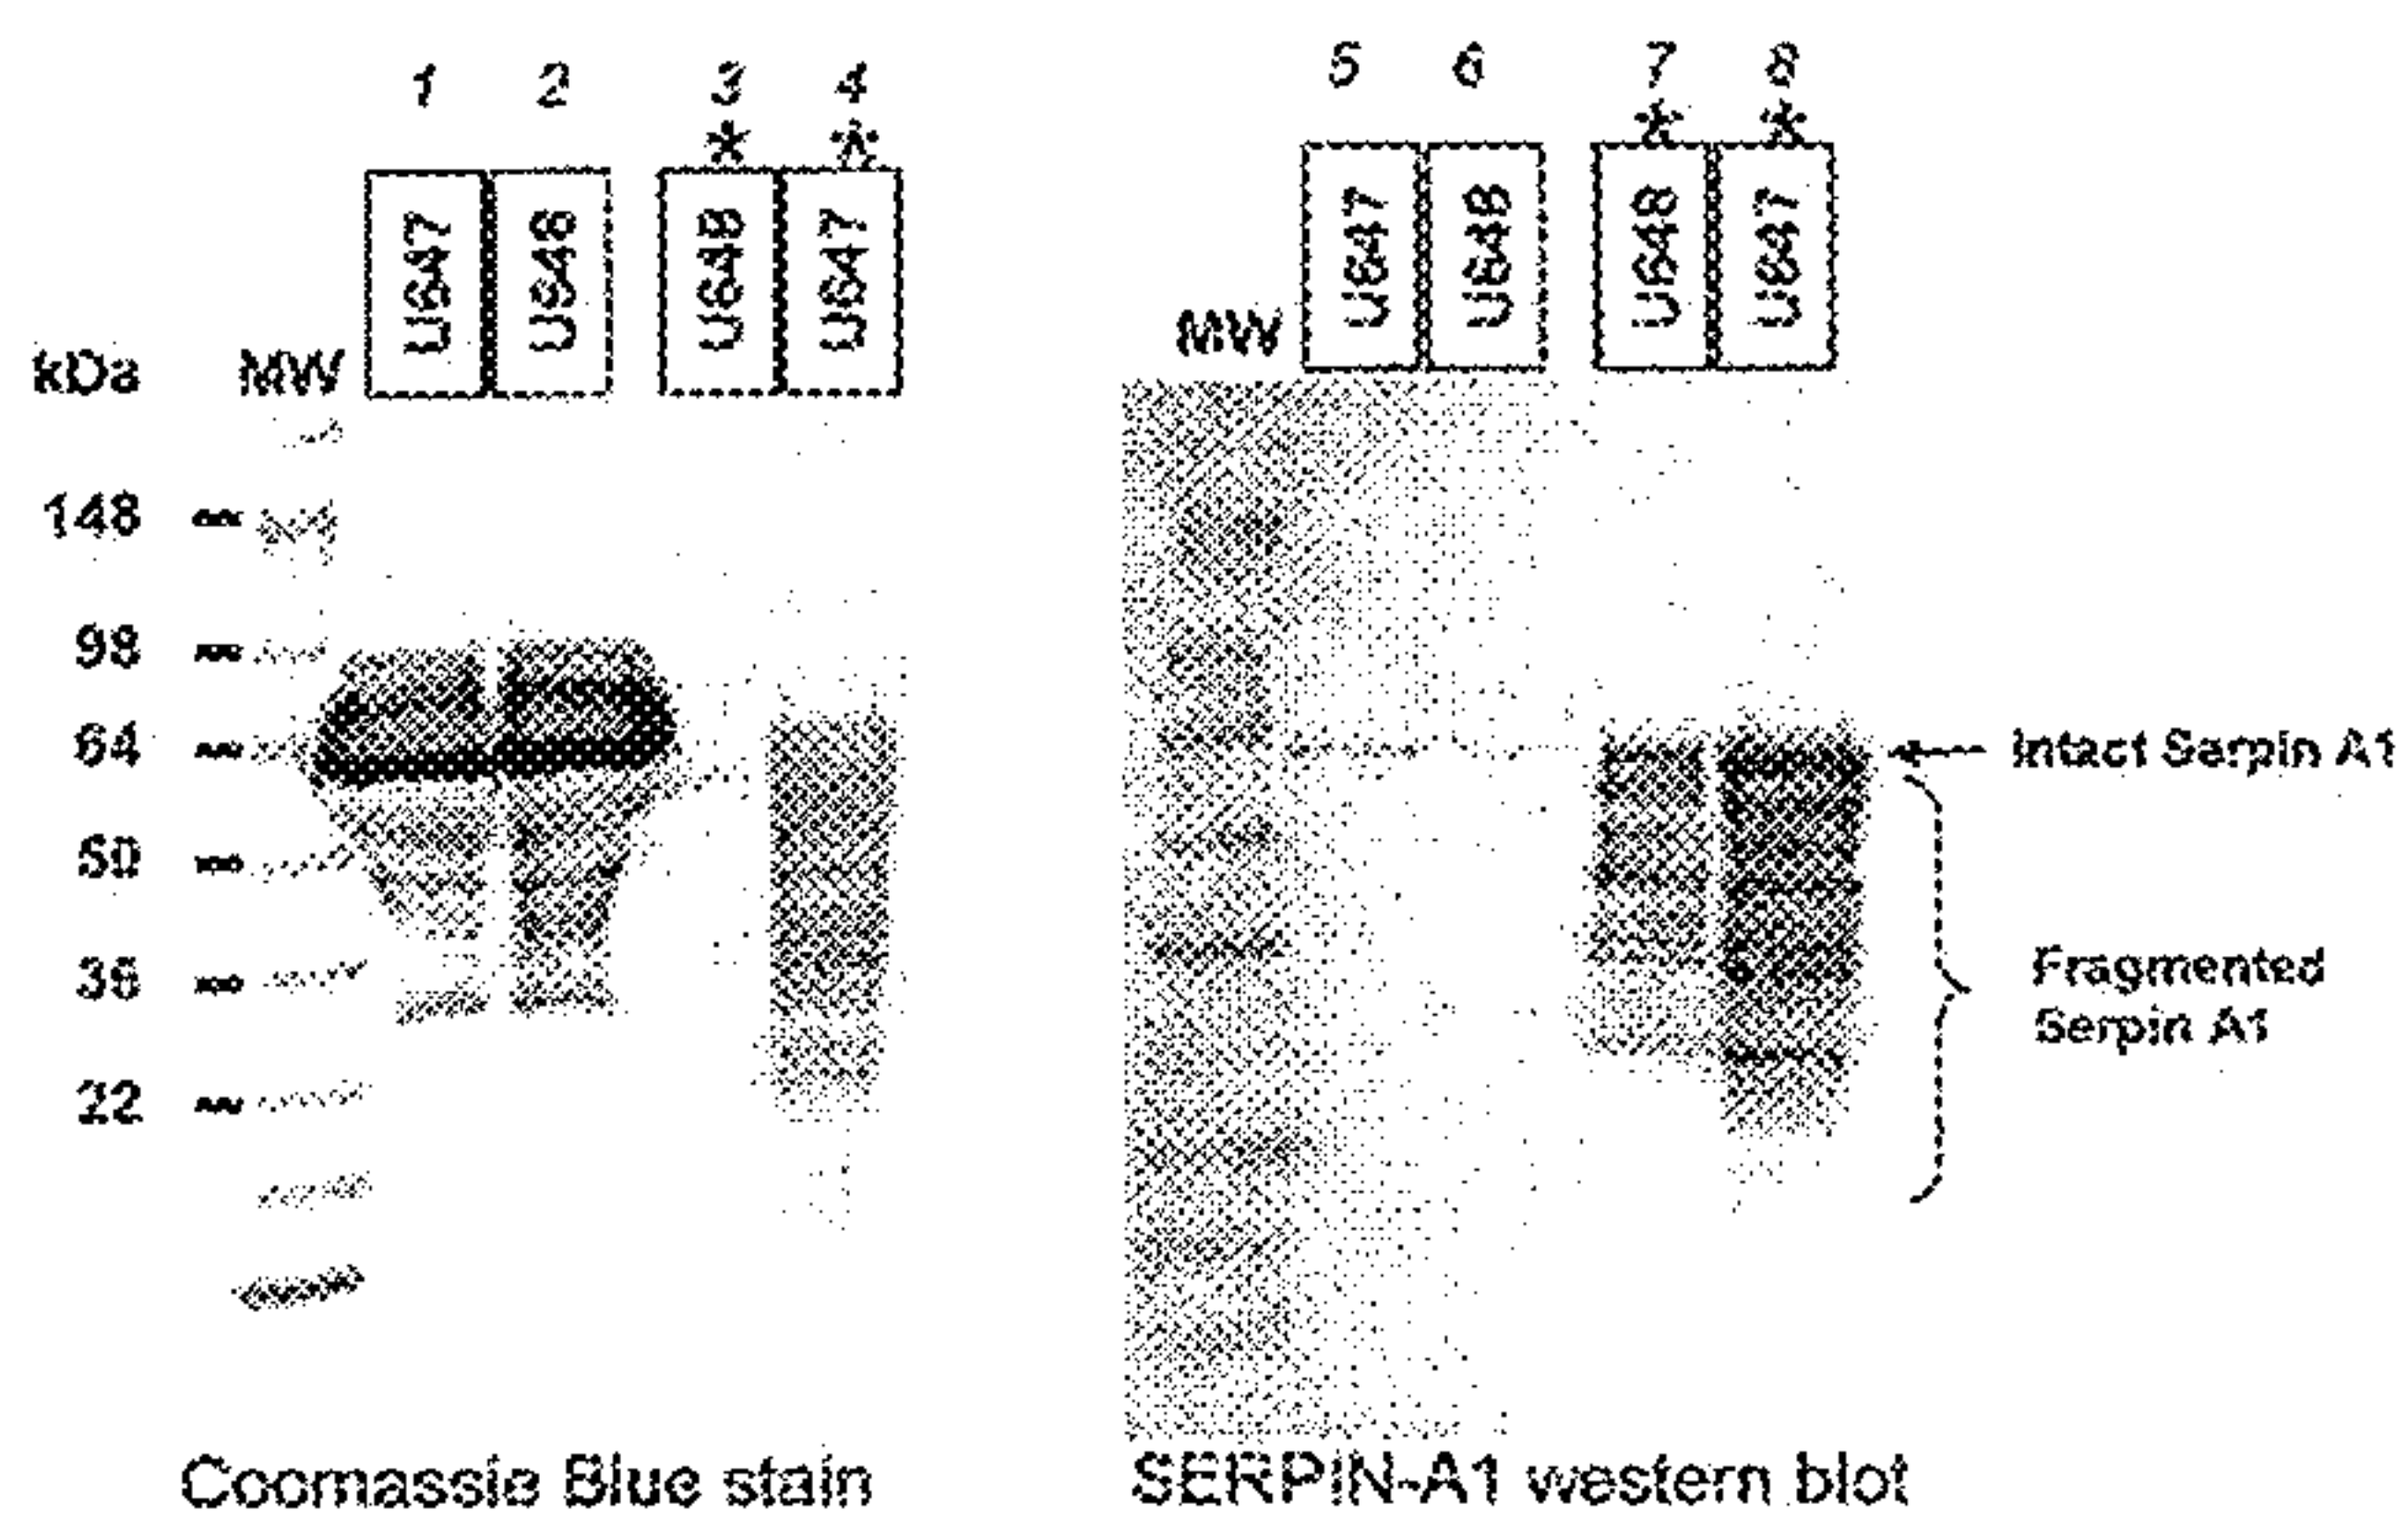 1 2 3 4
* *
U647 U648 U648 U647
kDa MW
148
98
64
50
36
22
Coomassie Blue stain
5 6 7 8
* *
U647 U648 U648 U647
MW
Intact Serpin A1
Fragmented
Serpin A1
SERPIN-A1 western blot